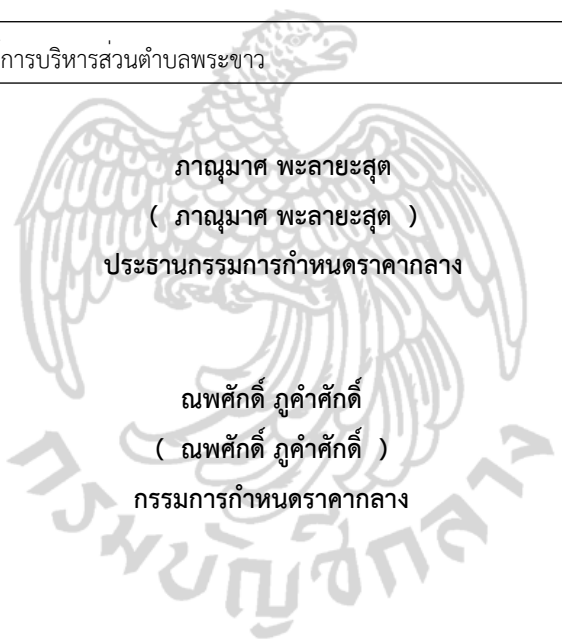 การบริหารส่วนตำบลพระขาว
ภาณุมาศ พะลายะสุต
( ภาณุมาศ พะลายะสุต )
ประธานกรรมการกำหนดราคากลาง
ณพศักดิ์ ภูคำศักดิ์
( ณพศักดิ์ ภูคำศักดิ์ )
กรรมการกำหนดราคากลาง
กรมบัญชีกลาง